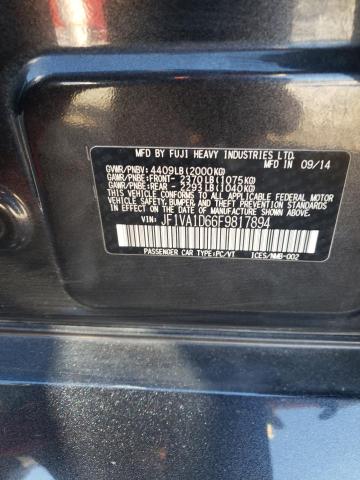 MFD BY FUJI HEAVY INDUSTRIES LTD.
09/14
GVWR/PNBV: 4409LB(2000KG)
GAWR/PNBE:FRONT- 2370LB(1075KG)
GAWR/PNBE:REAR - 2293LB(1040KG)
THIS VEHICLE CONFORMS TO ALL APPLICABLE FEDERAL MOTOR
VEHICLE SAFETY, BUMPER, AND THEFT PREVENTION STANDARDS
IN EFFECT ON THE DATE OF MANUFACTURE SHOWN ABOVE.
VIN: JF1VA1D66F9817894
PASSENGER CAR TYPE:PC/VT ICES/NMB-002